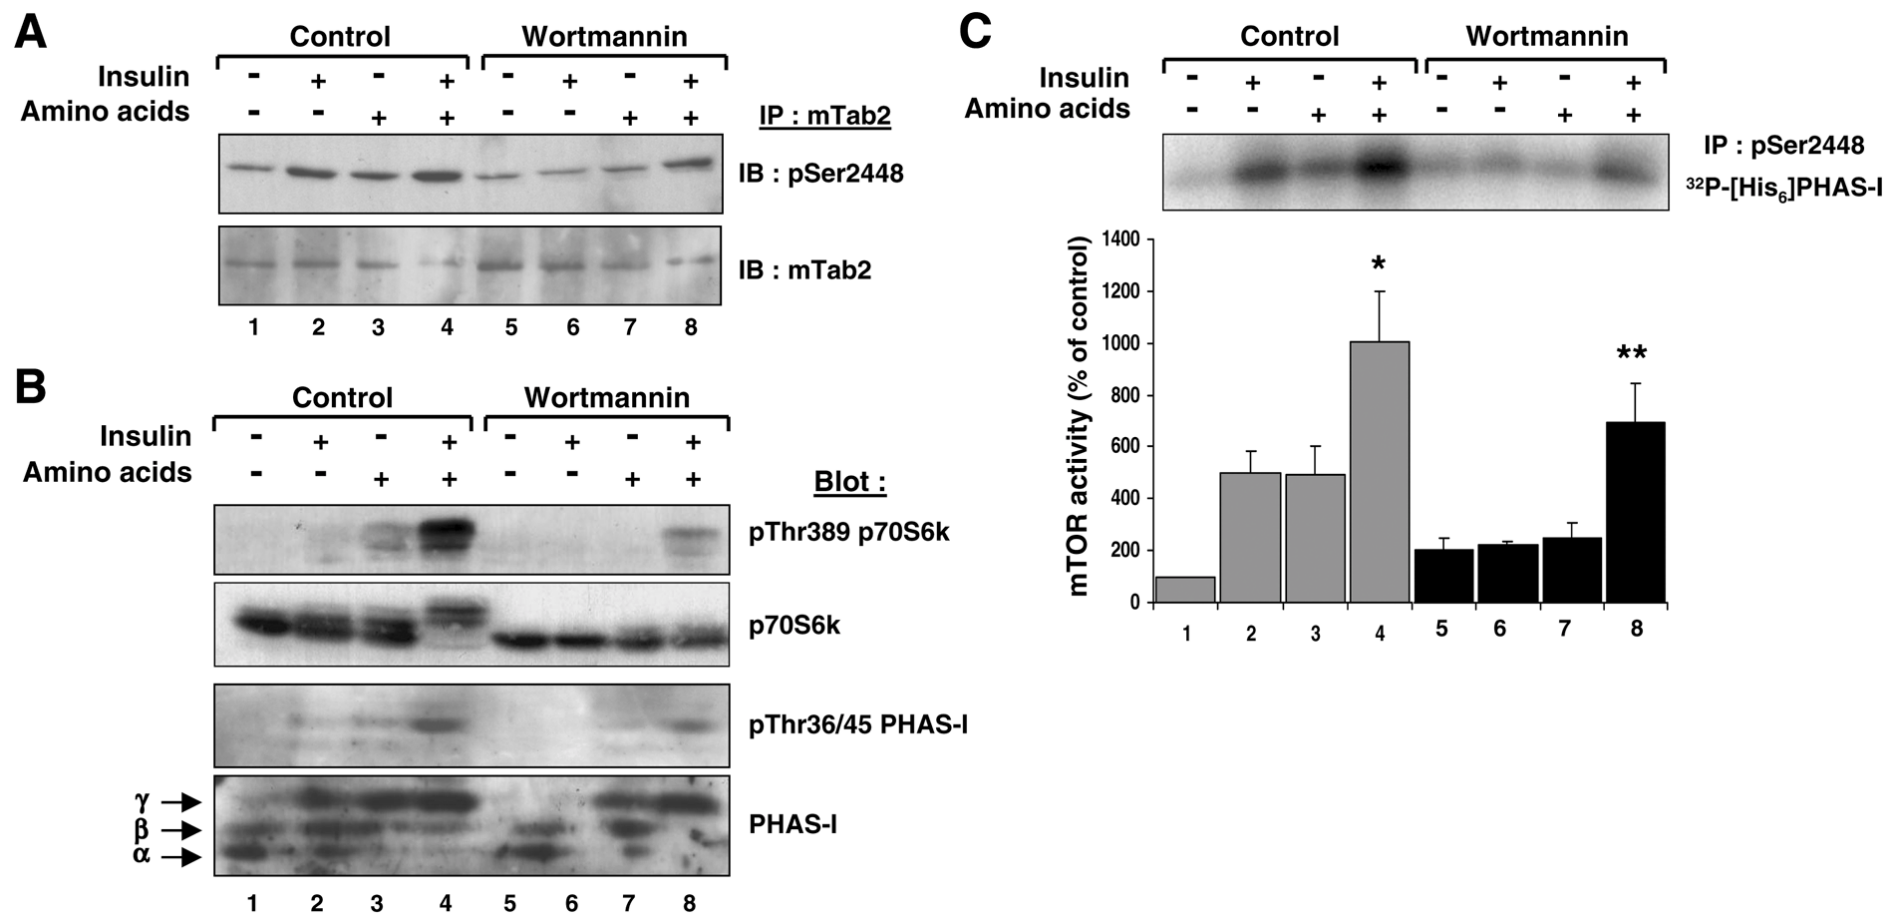 A
Control Wortmannin
Insulin - + - + - + - +
Amino acids - - + + - - + +
IP : mTab2
IB : pSer2448
IB : mTab2
1 2 3 4 5 6 7 8
B
Control Wortmannin
Insulin - + - + - + - +
Amino acids - - + + - - + +
Blot :
pThr389 p70S6k
p70S6k
pThr36/45 PHAS-I
γ
β
α
PHAS-I
1 2 3 4 5 6 7 8
C
Control Wortmannin
Insulin - + - + - + - +
Amino acids - - + + - - + +
IP : pSer2448
32P-[His6]PHAS-I
mTOR activity (% of control)
1400
1200
1000
800
600
400
200
0
*
**
1 2 3 4 5 6 7 8